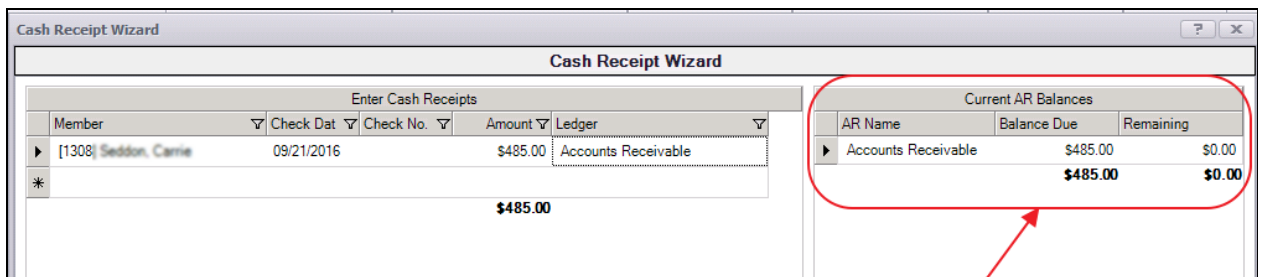 Cash Receipt Wizard
Cash Receipt Wizard
Enter Cash Receipts
Member Check Dat Check No. Amount Ledger
[1308] Seddon, Carrie 09/21/2016 $485.00 Accounts Receivable
$485.00
Current AR Balances
AR Name Balance Due Remaining
Accounts Receivable $485.00 $0.00
$485.00 $0.00